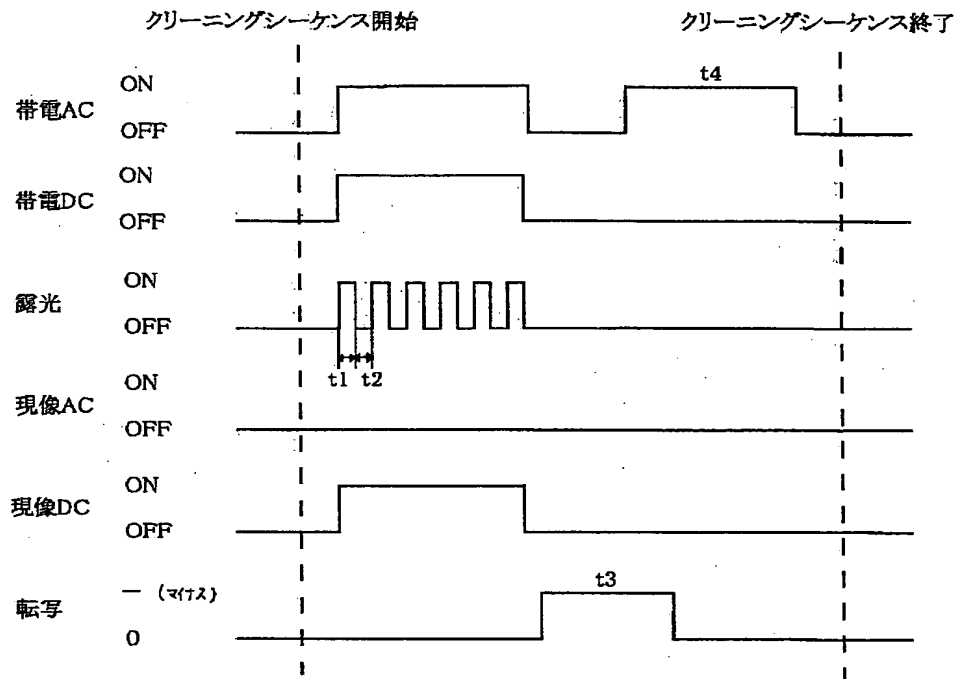 クリーニングシーケンス開始
クリーニングシーケンス終了
帯電AC
ON
OFF
t4
帯電DC
ON
OFF
露光
ON
OFF
t1
t2
現像AC
ON
OFF
現像DC
ON
OFF
転写
― (マイナス)
0
t3